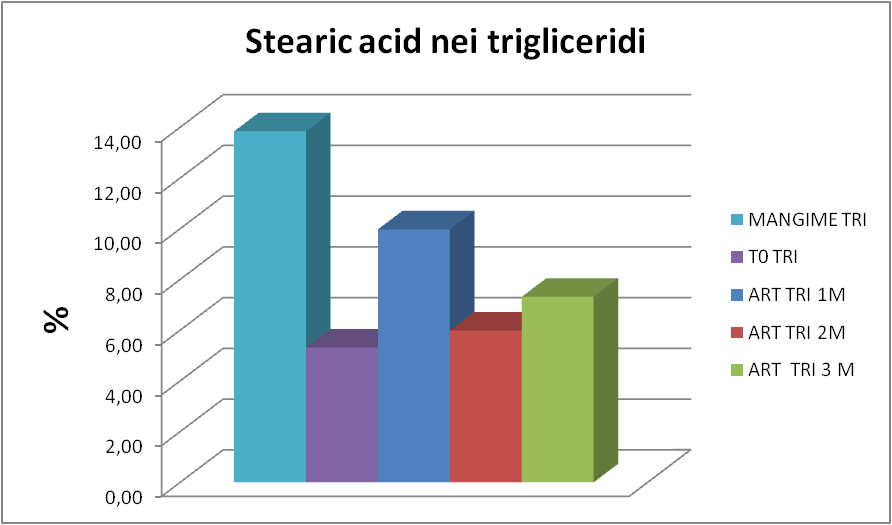 Stearic acid nei trigliceridi
14,00
12,00
10,00
8,00
6,00
4,00
2,00
0,00
%
MANGIME TRI
T0 TRI
ART TRI 1M
ART TRI 2M
ART  TRI 3 M